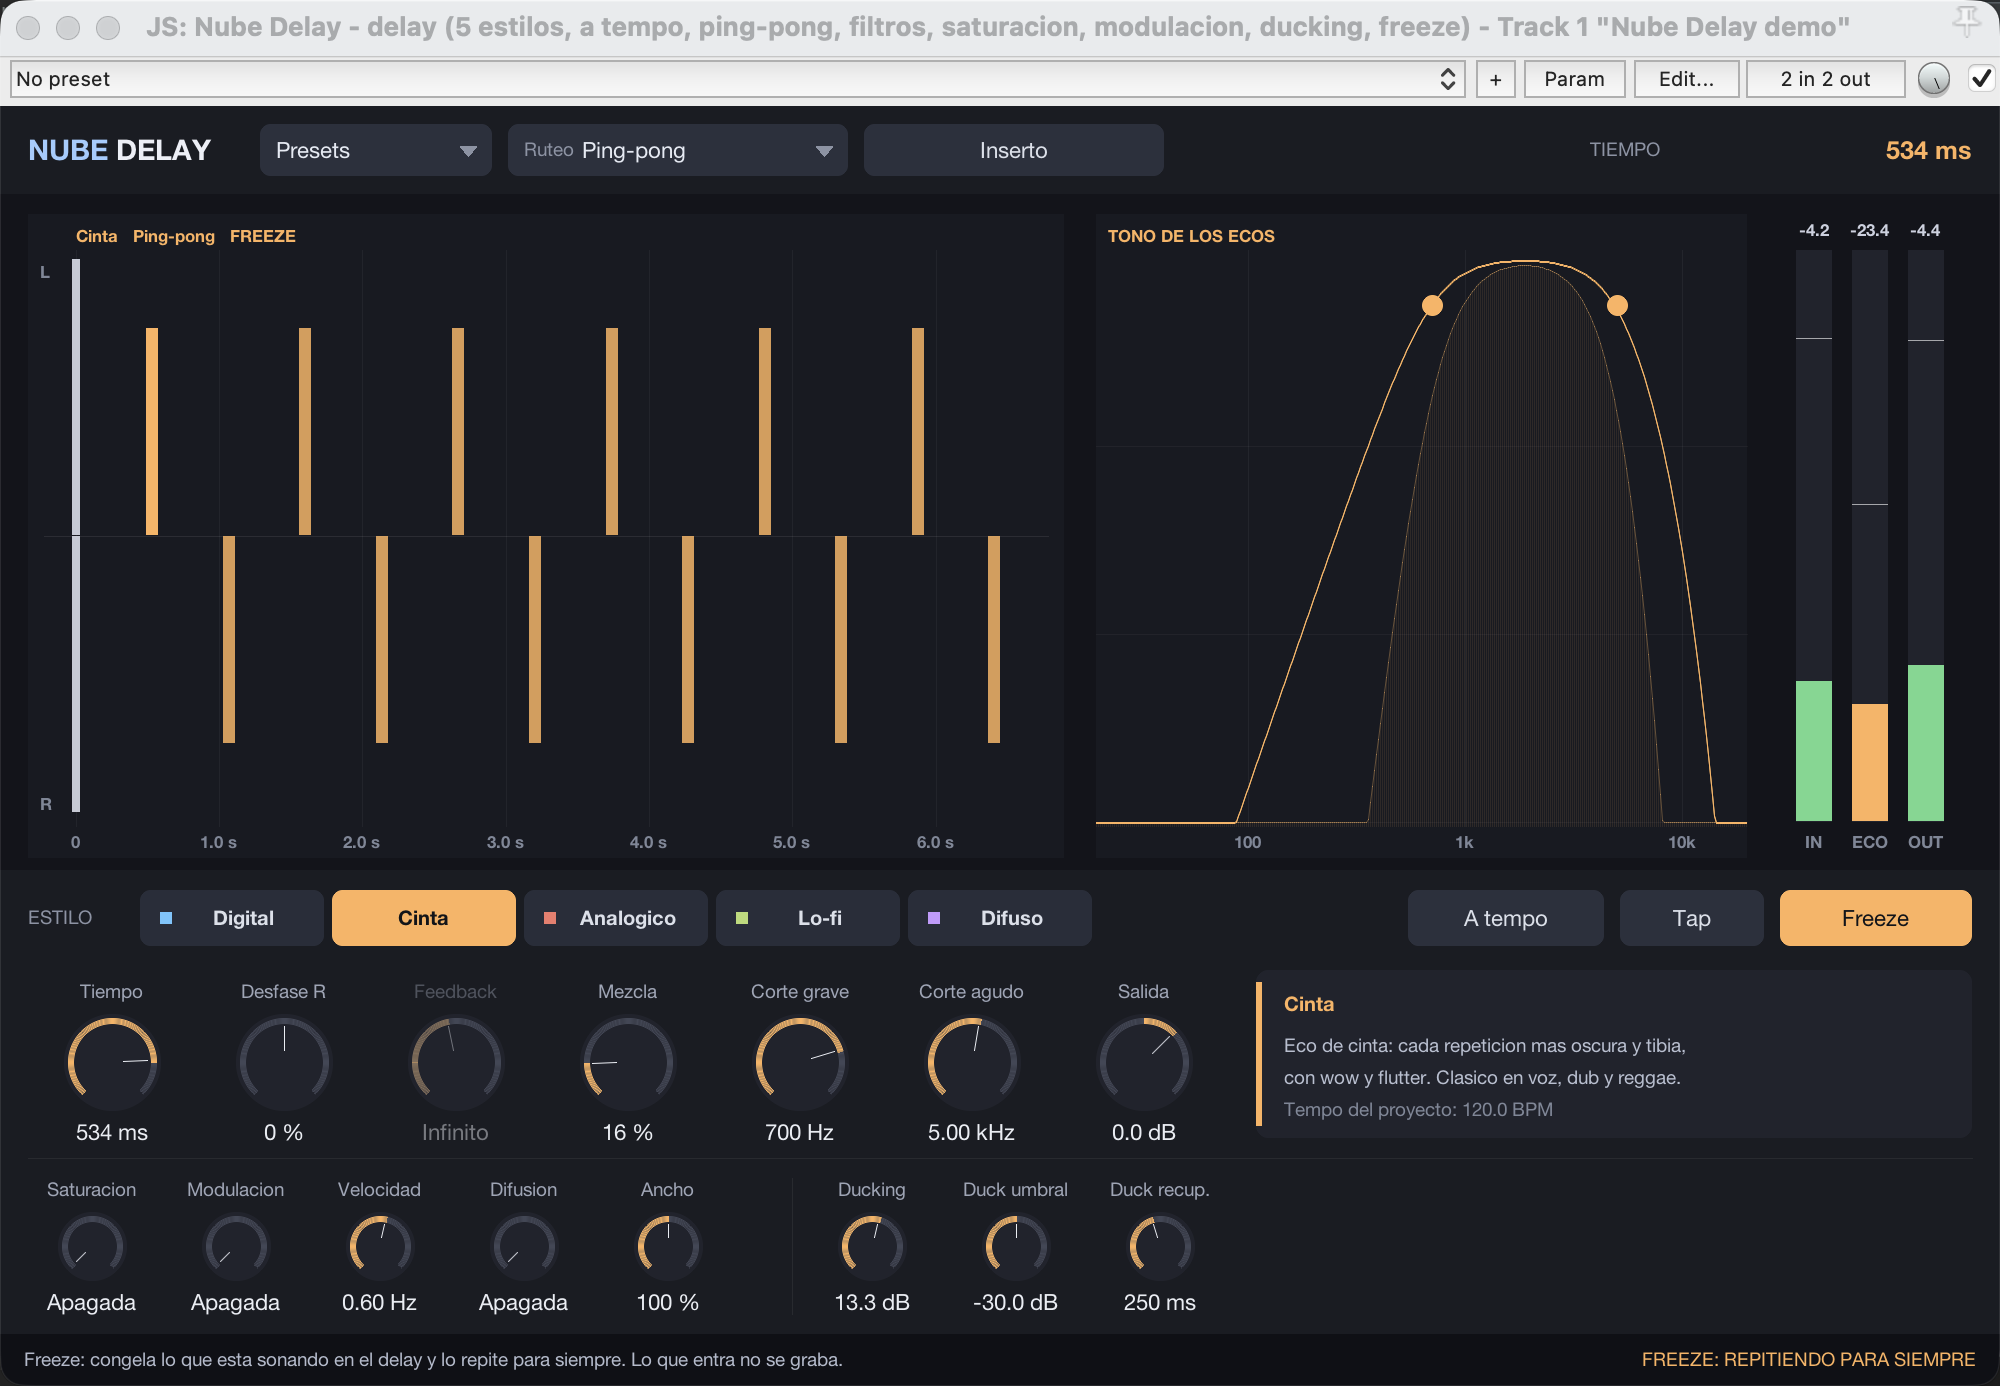 JS: Nube Delay - delay (5 estilos, a tempo, ping-pong, filtros, saturacion, modulacion, ducking, freeze) - Track 1 "Nube Delay demo"
No preset + Param Edit... 2 in 2 out
NUBE DELAY Presets Ruteo Ping-pong Inserto TIEMPO 534 ms
Cinta Ping-pong FREEZE
L
R
0 1.0 s 2.0 s 3.0 s 4.0 s 5.0 s 6.0 s
TONO DE LOS ECOS
100 1k 10k
-4.2 -23.4 -4.4
IN ECO OUT
ESTILO Digital Cinta Analogico Lo-fi Difuso A tempo Tap Freeze
Tiempo Desfase R Feedback Mezcla Corte grave Corte agudo Salida
534 ms 0 % Infinito 16 % 700 Hz 5.00 kHz 0.0 dB
Cinta
Eco de cinta: cada repeticion mas oscura y tibia,
con wow y flutter. Clasico en voz, dub y reggae.
Tempo del proyecto: 120.0 BPM
Saturacion Modulacion Velocidad Difusion Ancho Ducking Duck umbral Duck recup.
Apagada Apagada 0.60 Hz Apagada 100 % 13.3 dB -30.0 dB 250 ms
Freeze: congela lo que esta sonando en el delay y lo repite para siempre. Lo que entra no se graba. FREEZE: REPITIENDO PARA SIEMPRE